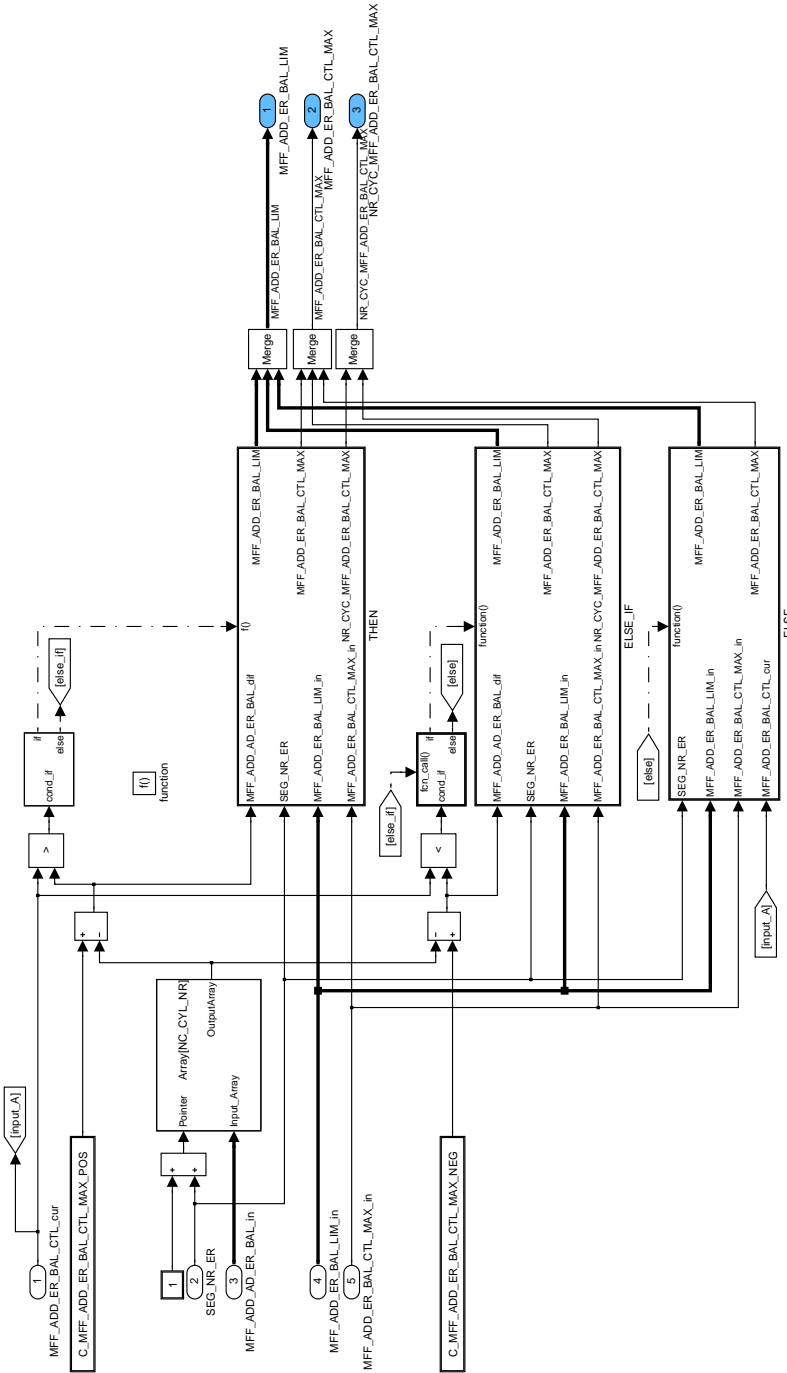 [input_A]
1
MFF_ADD_ER_BAL_CTL_cur
C_MFF_ADD_ER_BAL_CTL_MAX_POS
1
2
SEG_NR_ER
3
MFF_ADD_AD_ER_BAL_in
4
MFF_ADD_ER_BAL_LIM_in
5
MFF_ADD_ER_BAL_CTL_MAX_in
C_MFF_ADD_ER_BAL_CTL_MAX_NEG
+
+
Pointer
Input_Array
Array[NC_CYL_NR]
OutputArray
+
-
-
+
>
<
cond_if
if
else
[else_if]
f()
function
[else_if]
fcn_call()
cond_if
if
else
[else]
f()
MFF_ADD_AD_ER_BAL_dif
SEG_NR_ER
MFF_ADD_ER_BAL_LIM_in
MFF_ADD_ER_BAL_CTL_MAX_in
MFF_ADD_ER_BAL_LIM
MFF_ADD_ER_BAL_CTL_MAX
NR_CYC_MFF_ADD_ER_BAL_CTL_MAX
THEN
function()
MFF_ADD_AD_ER_BAL_dif
SEG_NR_ER
MFF_ADD_ER_BAL_LIM_in
MFF_ADD_ER_BAL_CTL_MAX_in
MFF_ADD_ER_BAL_LIM
MFF_ADD_ER_BAL_CTL_MAX
NR_CYC_MFF_ADD_ER_BAL_CTL_MAX
ELSE_IF
[else]
[input_A]
function()
SEG_NR_ER
MFF_ADD_ER_BAL_LIM_in
MFF_ADD_ER_BAL_CTL_MAX_in
MFF_ADD_ER_BAL_CTL_cur
MFF_ADD_ER_BAL_LIM
MFF_ADD_ER_BAL_CTL_MAX
ELSE
Merge
Merge
Merge
MFF_ADD_ER_BAL_LIM
MFF_ADD_ER_BAL_CTL_MAX
NR_CYC_MFF_ADD_ER_BAL_CTL_MAX
1
MFF_ADD_ER_BAL_LIM
2
MFF_ADD_ER_BAL_CTL_MAX
3
NR_CYC_MFF_ADD_ER_BAL_CTL_MAX